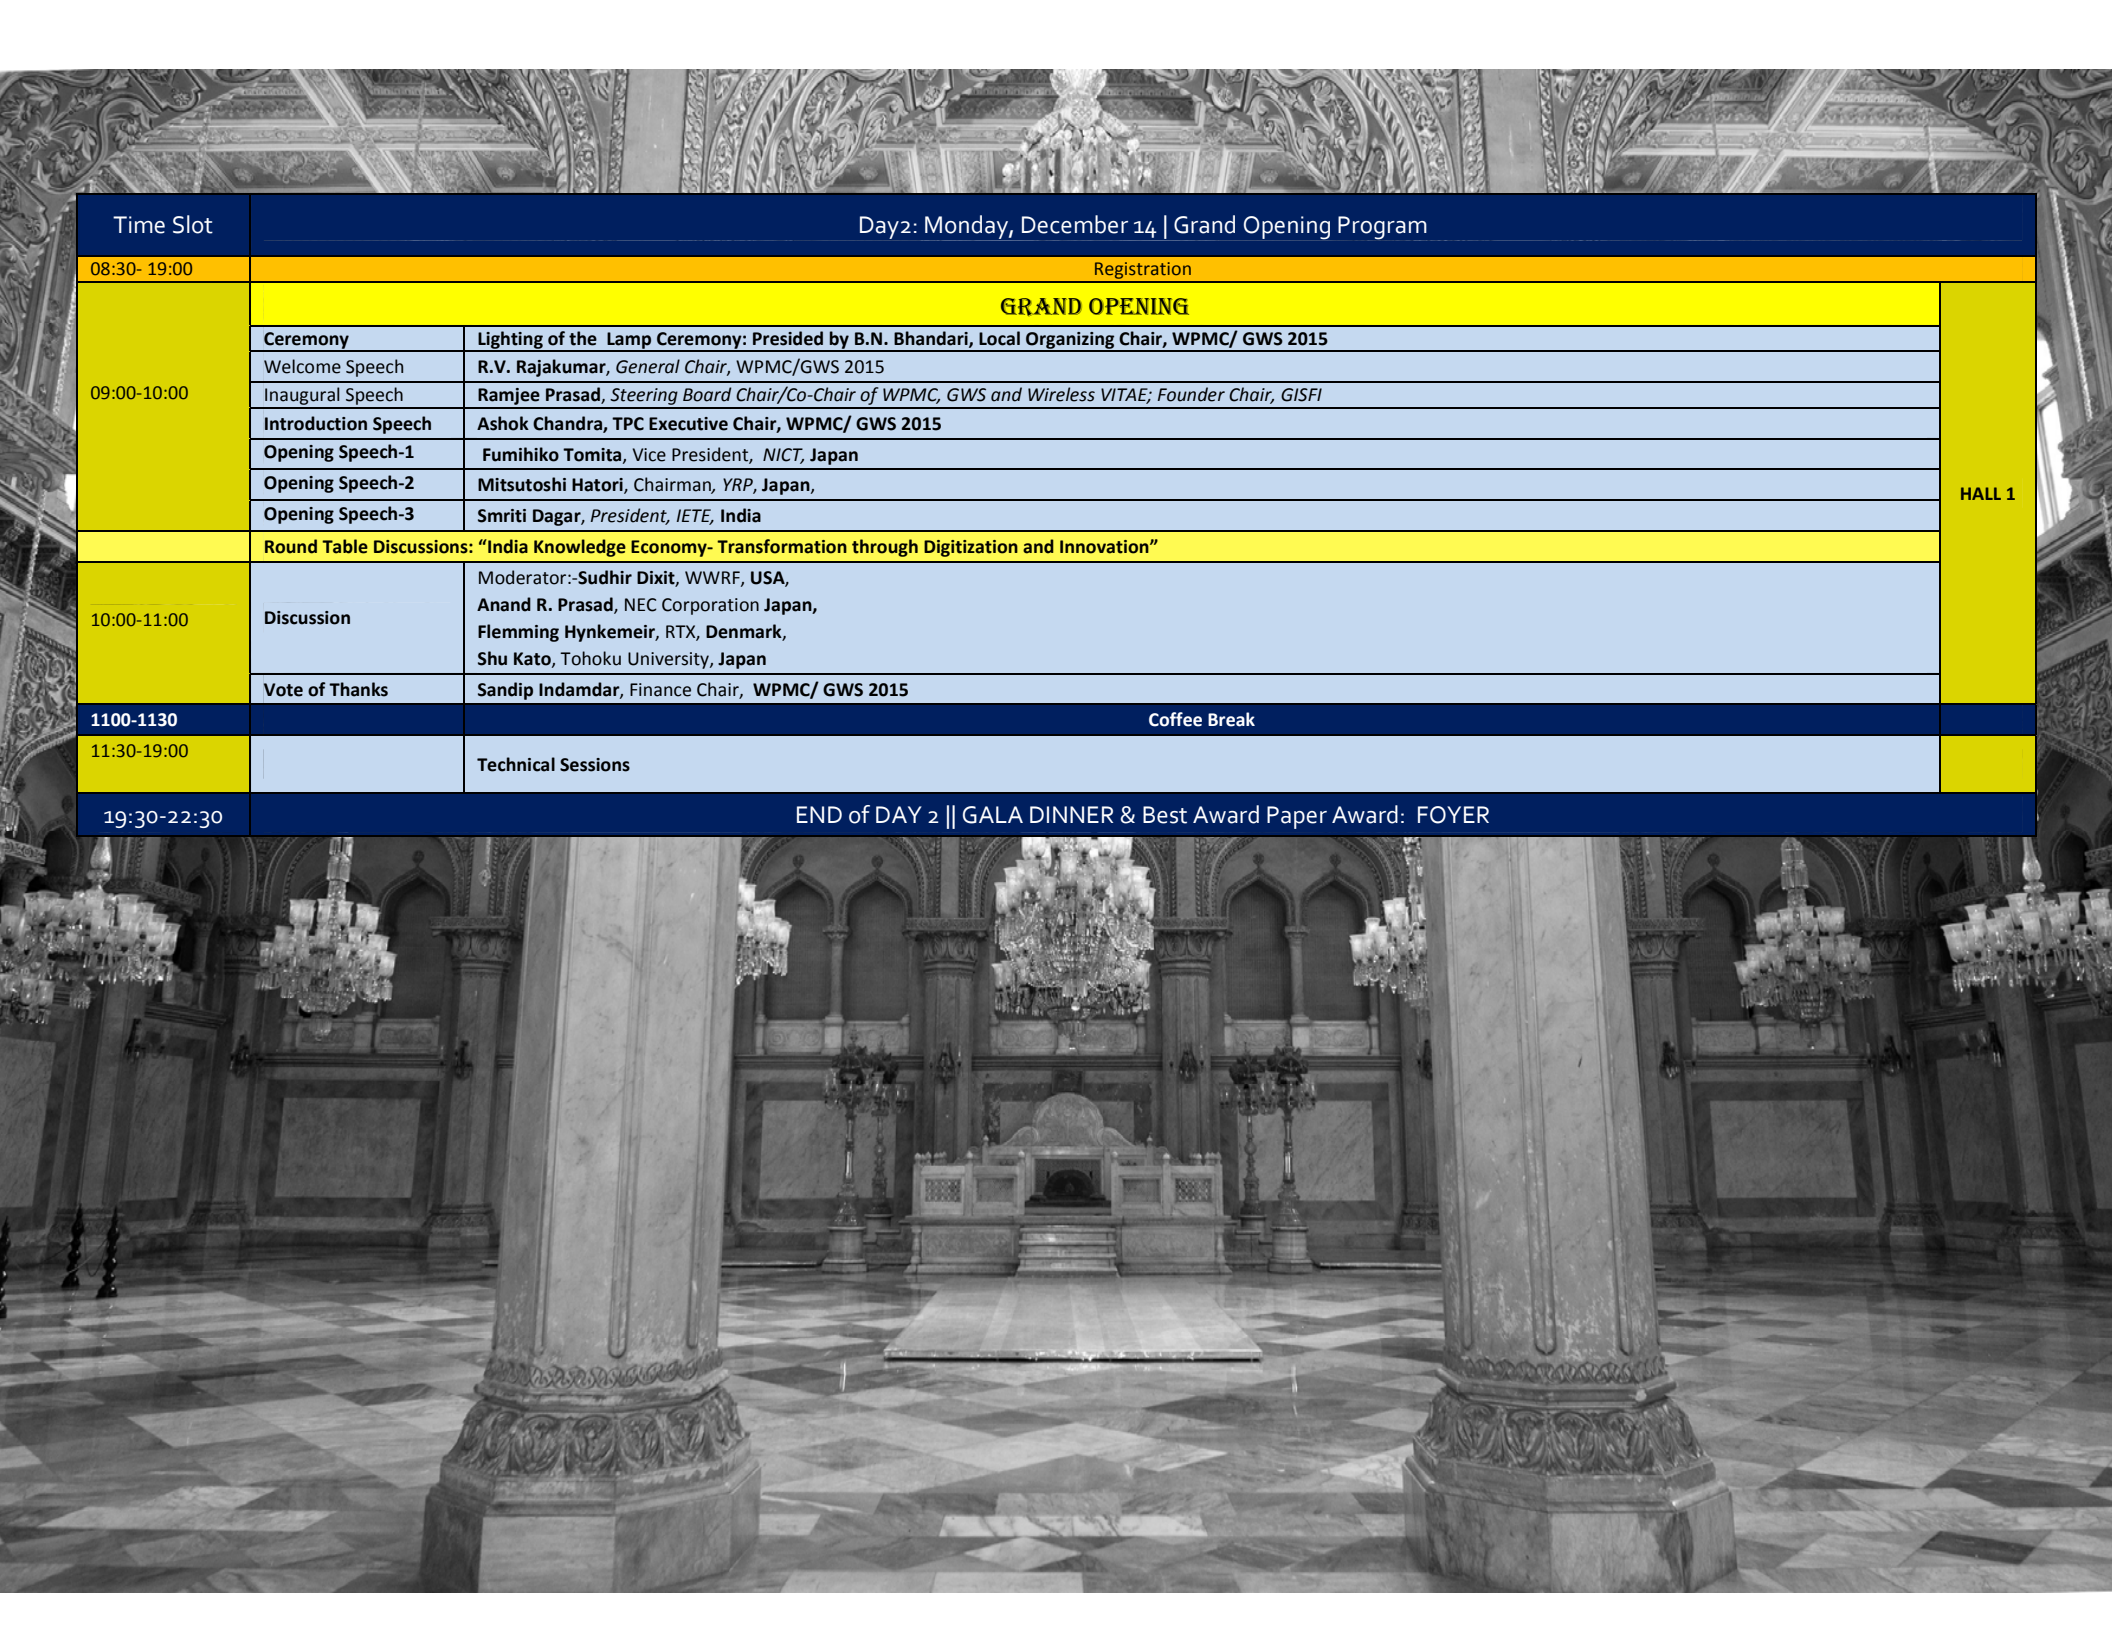 Time Slot
Day2: Monday, December 14 | Grand Opening Program
08:30- 19:00
Registration
GRAND OPENING
09:00-10:00
Ceremony
Lighting of the Lamp Ceremony: Presided by B.N. Bhandari, Local Organizing Chair, WPMC/ GWS 2015
Welcome Speech
R.V. Rajakumar, General Chair, WPMC/GWS 2015
Inaugural Speech
Ramjee Prasad, Steering Board Chair/Co-Chair of WPMC, GWS and Wireless VITAE; Founder Chair, GISFI
Introduction Speech
Ashok Chandra, TPC Executive Chair, WPMC/ GWS 2015
Opening Speech-1
Fumihiko Tomita, Vice President, NICT, Japan
Opening Speech-2
Mitsutoshi Hatori, Chairman, YRP, Japan,
Opening Speech-3
Smriti Dagar, President, IETE, India
HALL 1
Round Table Discussions: “India Knowledge Economy- Transformation through Digitization and Innovation”
10:00-11:00
Discussion
Moderator:-Sudhir Dixit, WWRF, USA,
Anand R. Prasad, NEC Corporation Japan,
Flemming Hynkemeir, RTX, Denmark,
Shu Kato, Tohoku University, Japan
Vote of Thanks
Sandip Indamdar, Finance Chair, WPMC/ GWS 2015
1100-1130
Coffee Break
11:30-19:00
Technical Sessions
19:30-22:30
END of DAY 2 || GALA DINNER & Best Award Paper Award: FOYER